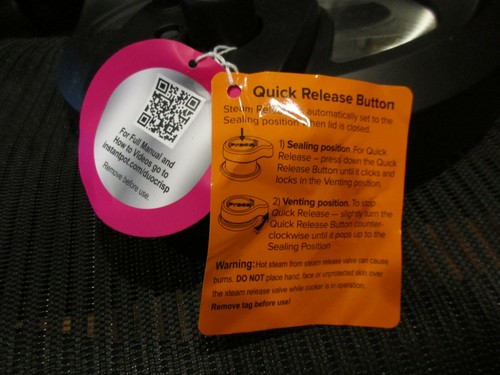 For Full Manual and
How to Videos go to
instantpot.com/duocrisp
Remove before use.
Quick Release Button
Steam automatically set to the
Sealing position when lid is closed.
Press
1) Sealing position. For Quick
Release – press down the Quick
Release Button until it clicks and
locks in the Venting position.
Press
2) Venting position. To stop
Quick Release – slightly turn the
Quick Release Button counter-
clockwise until it pops up to the
Sealing Position
Warning: Hot steam from steam release valve can cause
burns. DO NOT place hand, face or unprotected skin over
the steam release valve while cooker is in operation.
Remove tag before use!